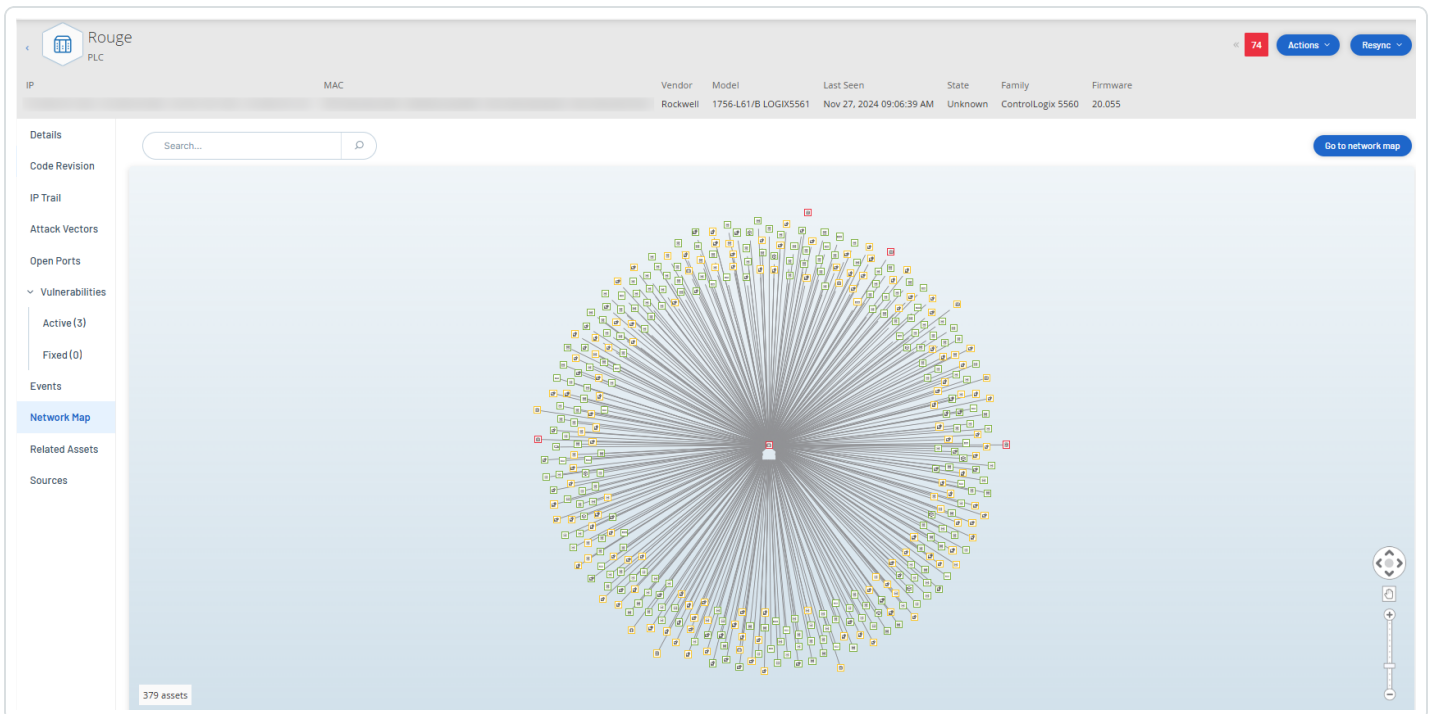 Rouge
PLC
74
Actions
Resync
IP MAC Vendor Model Last Seen State Family Firmware
Rockwell 1756-L61/B LOGIX5561 Nov 27, 2024 09:06:39 AM Unknown ControlLogix 5560 20.055
Details
Search...
Go to network map
Code Revision
IP Trail
Attack Vectors
Open Ports
Vulnerabilities
Active (3)
Fixed (0)
Events
Network Map
Related Assets
Sources
379 assets